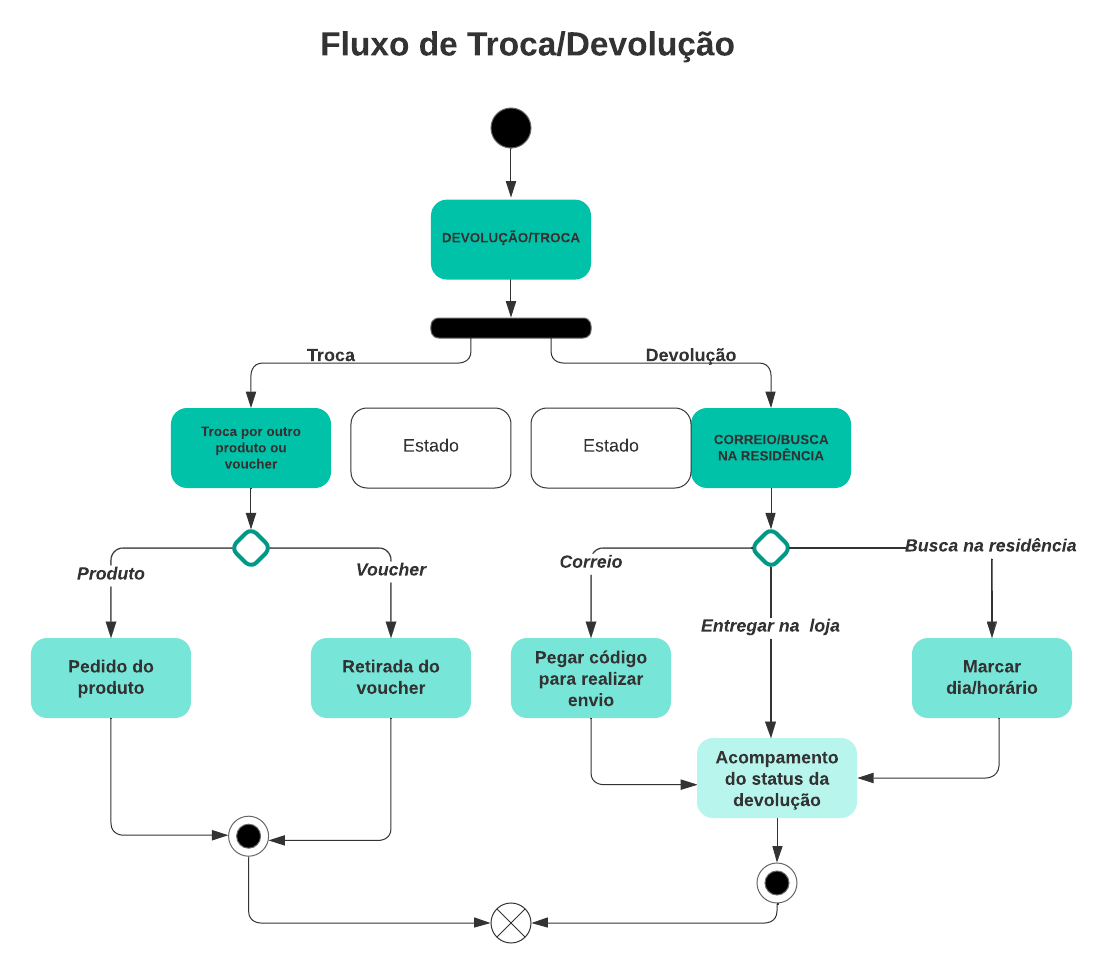 Fluxo de Troca/Devolução
DEVOLUÇÃO/TROCA
Troca
Devolução
Troca por outro
produto ou
voucher
Estado
Estado
CORREIO/BUSCA
NA RESIDÊNCIA
Produto
Voucher
Correio
Busca na residência
Entregar na  loja
Pedido do
produto
Retirada do
voucher
Pegar código
para realizar
envio
Marcar
dia/horário
Acompamento
do status da
devolução